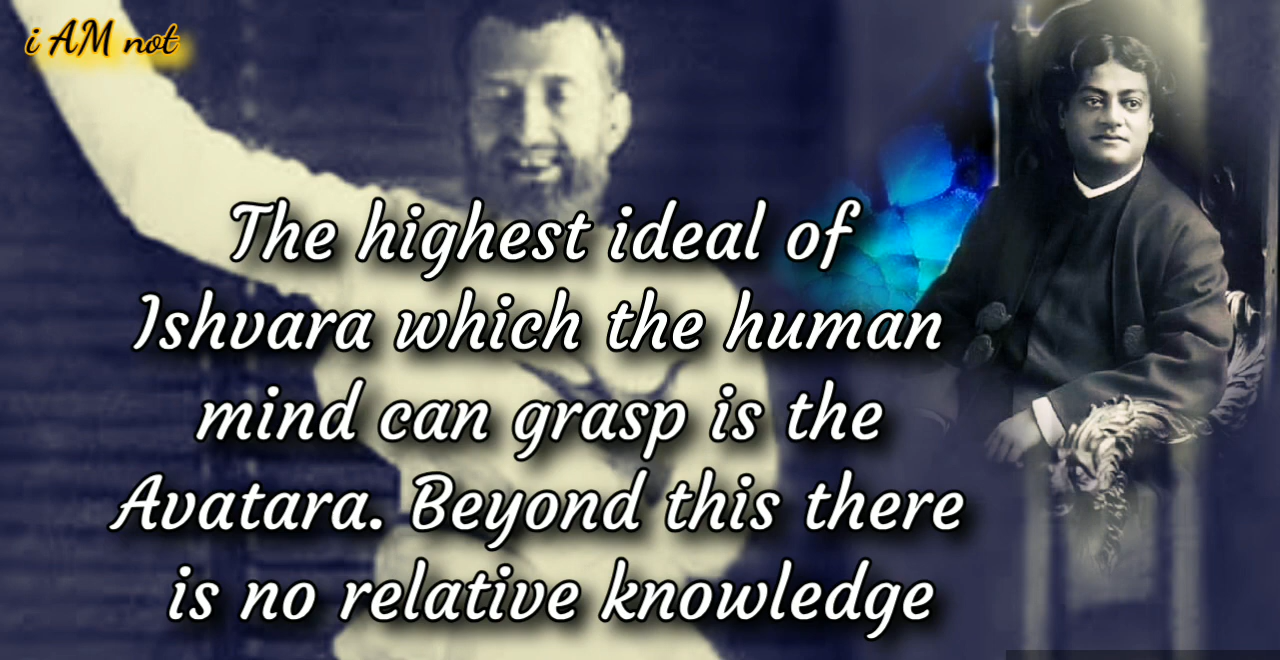 i AM not
The highest ideal of
Ishvara which the human
mind can grasp is the
Avatara. Beyond this there
is no relative knowledge